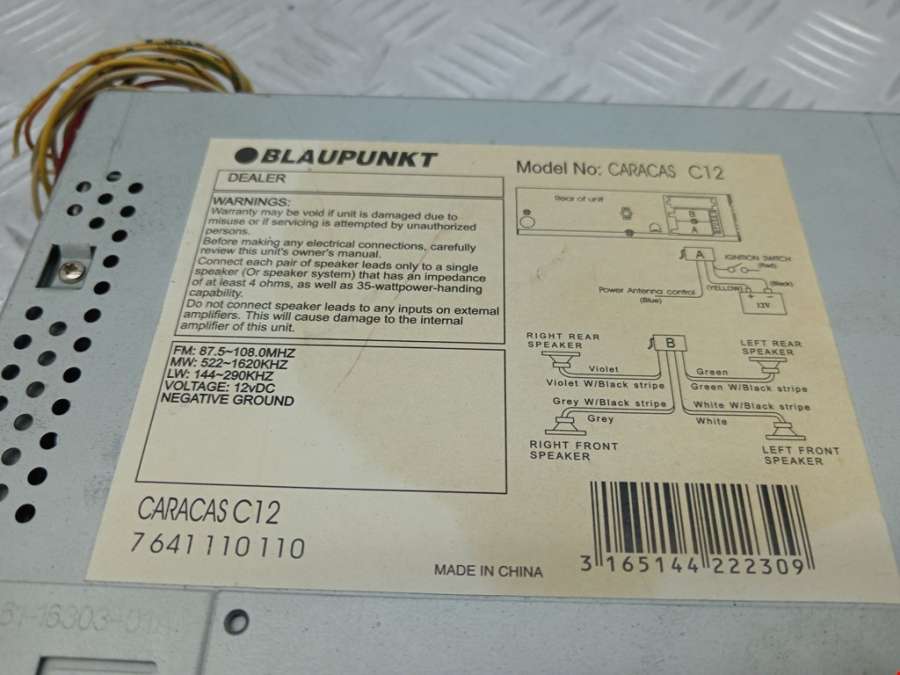 BLAUPUNKT
DEALER
WARNINGS:
Warranty may be void if unit is damaged due to
misuse or if servicing is attempted by unauthorized
persons.
Before making any electrical connections, carefully
review this unit's owner's manual.
Connect each pair of speaker leads only to a single
speaker (Or speaker system) that has an impedance
of at least 4 ohms, as well as 35-wattpower-handing
capability.
Do not connect speaker leads to any inputs on external
amplifiers. This will cause damage to the internal
amplifier of this unit.
FM: 87.5~108.0MHZ
MW: 522~1620KHZ
LW: 144~290KHZ
VOLTAGE: 12vDC
NEGATIVE GROUND
CARACAS C12
7 641 110 110
MADE IN CHINA
Model No: CARACAS C12
Rear of unit
B
A
A
IGNITION SWITCH
(Red)
(Black)
(YELLOW)
+ -
12V
Power Antenna control
(Blue)
B
RIGHT REAR
SPEAKER
LEFT REAR
SPEAKER
Violet
Green
Violet W/Black stripe
Green W/Black stripe
Grey W/Black stripe
White W/Black stripe
Grey
White
RIGHT FRONT
SPEAKER
LEFT FRONT
SPEAKER
3 165144 222309